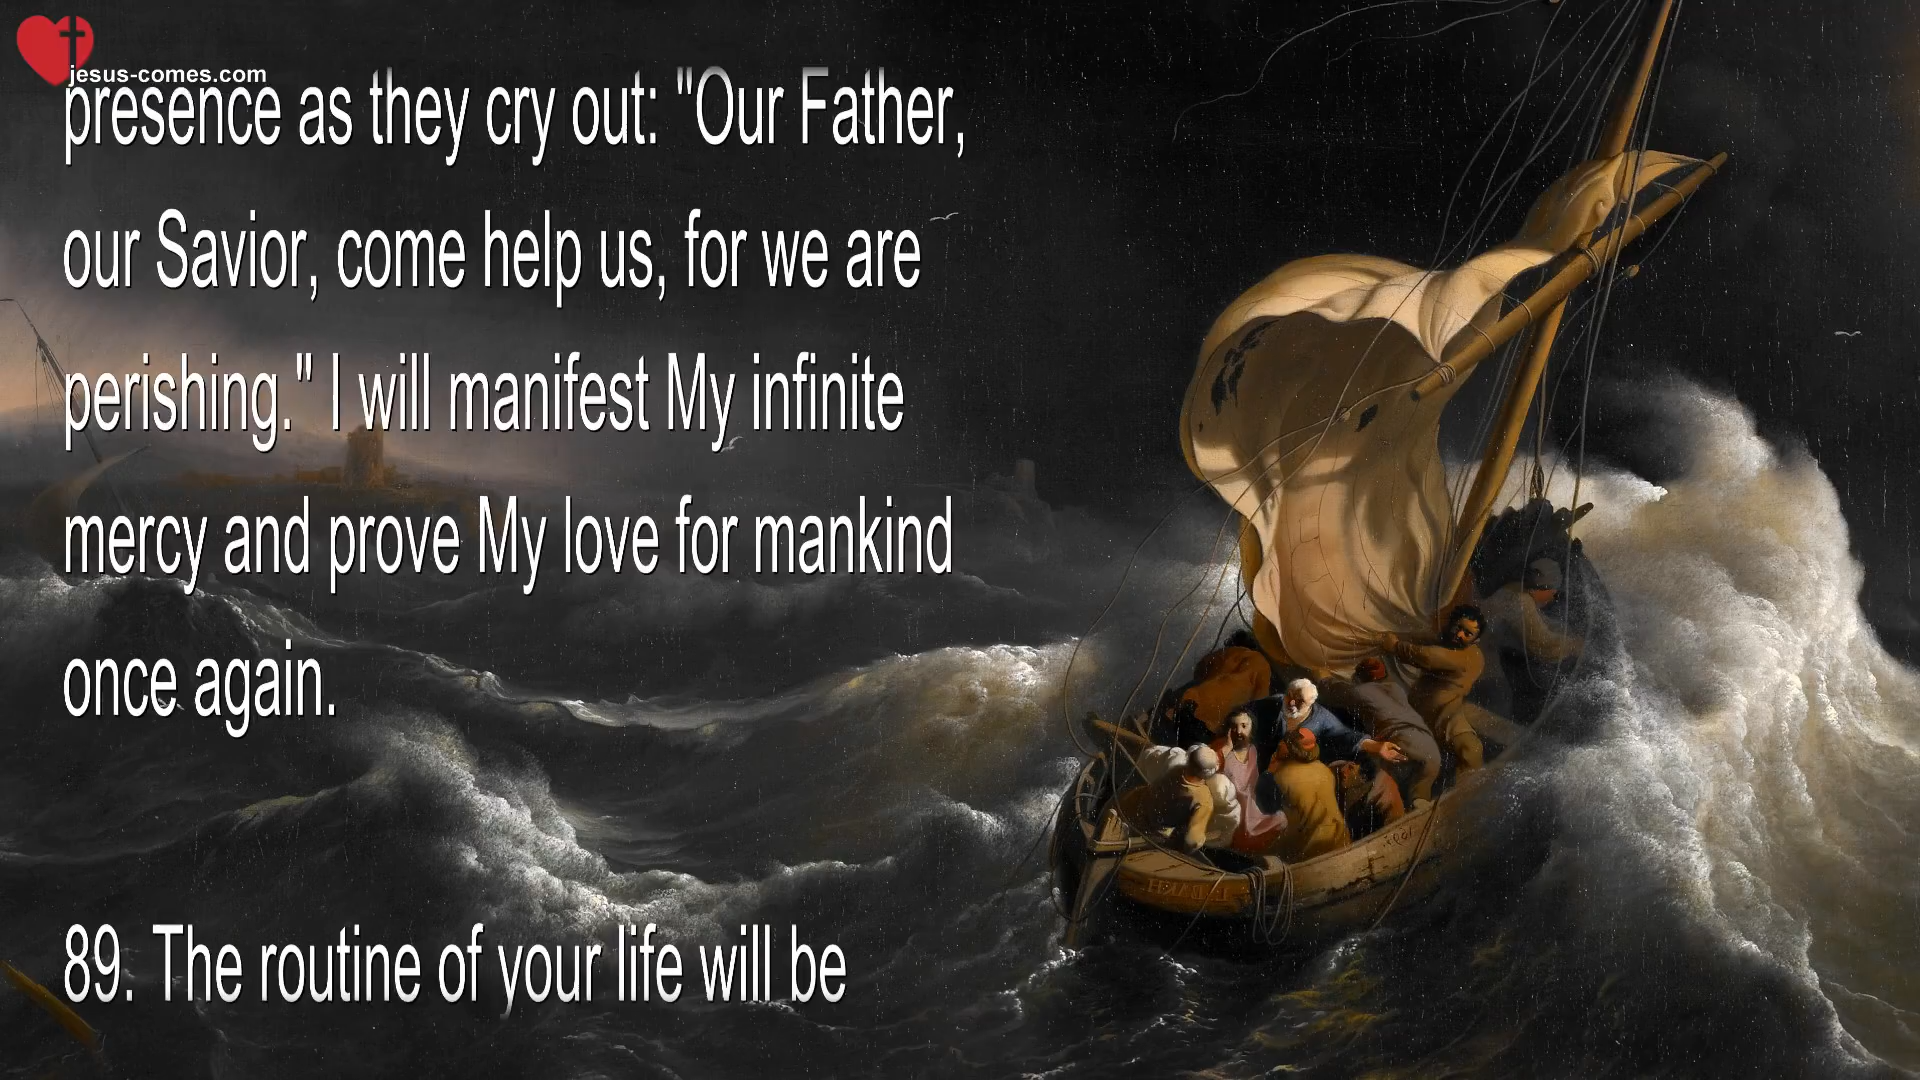 jesus-comes.com
presence as they cry out: "Our Father,
our Savior, come help us, for we are
perishing." I will manifest My infinite
mercy and prove My love for mankind
once again.
89. The routine of your life will be